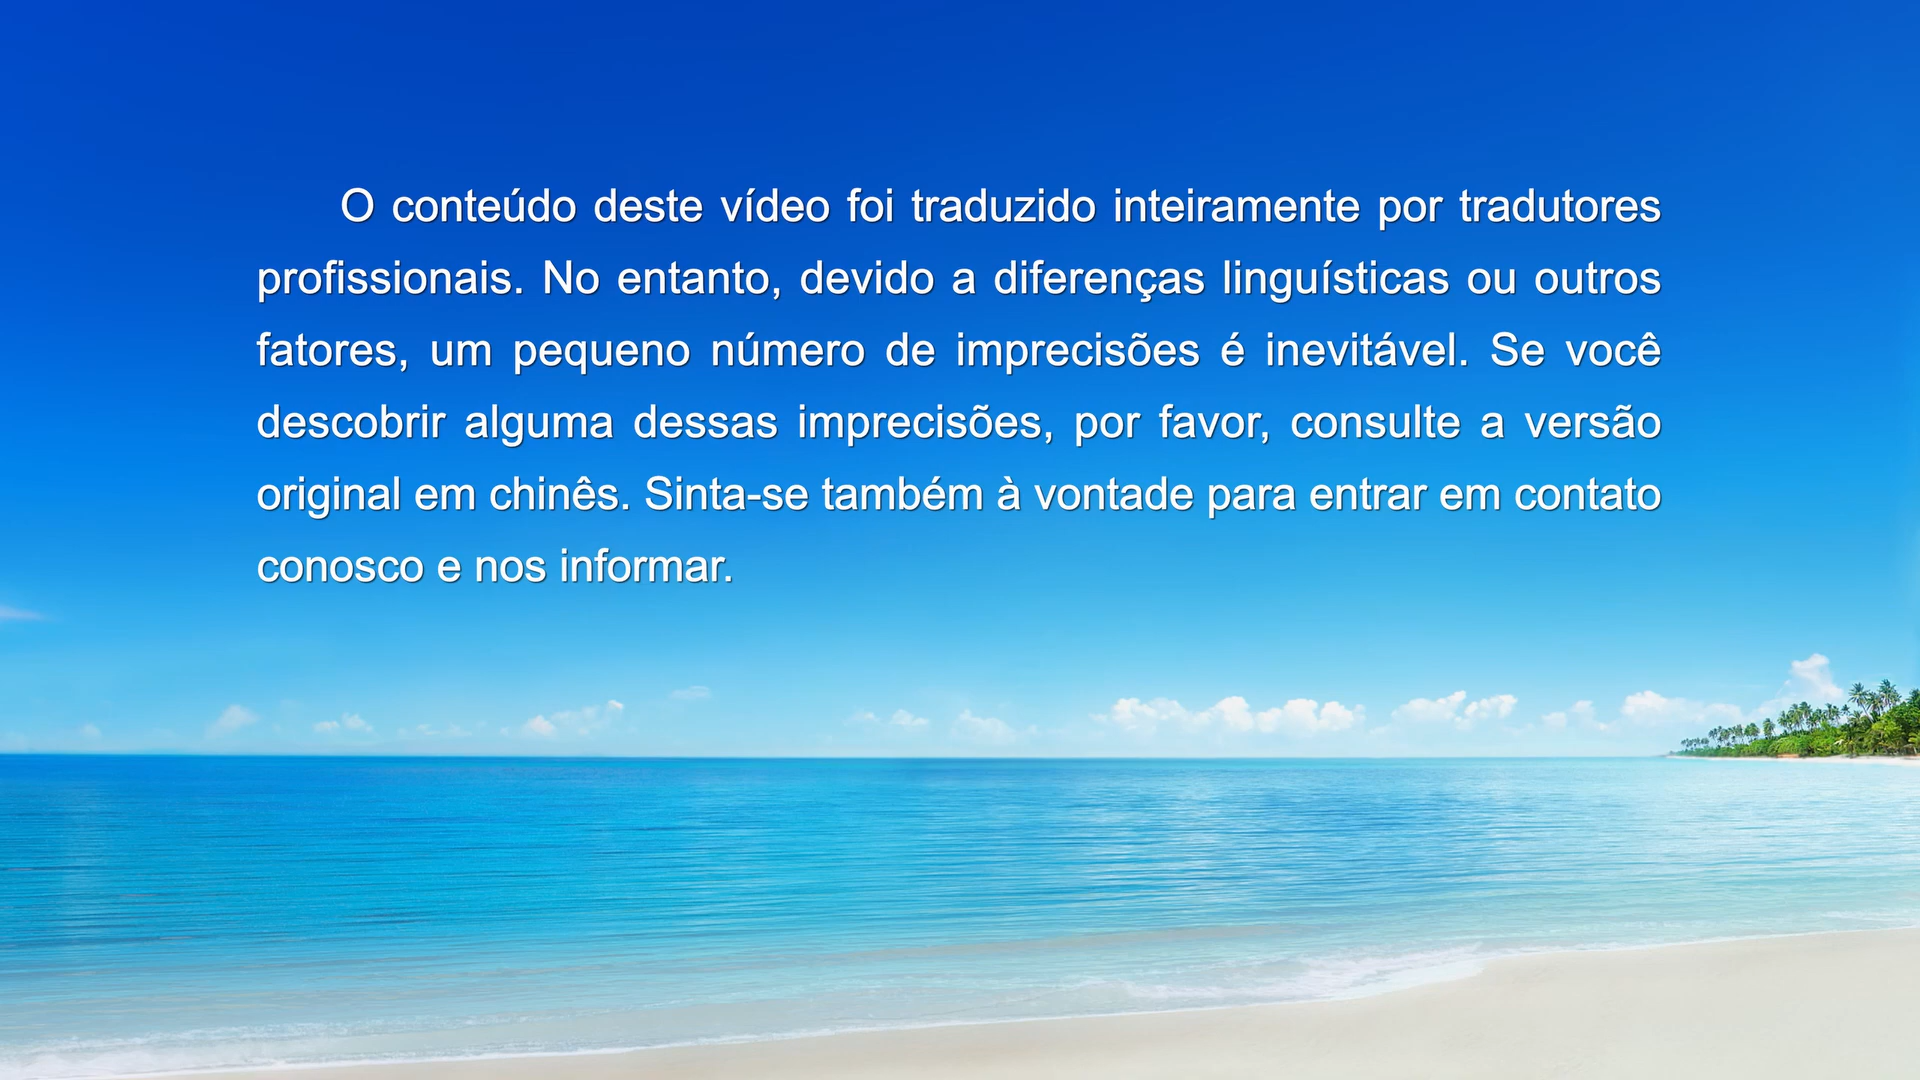 O conteúdo deste vídeo foi traduzido inteiramente por tradutores
profissionais. No entanto, devido a diferenças linguísticas ou outros
fatores, um pequeno número de imprecisões é inevitável. Se você
descobrir alguma dessas imprecisões, por favor, consulte a versão
original em chinês. Sinta-se também à vontade para entrar em contato
conosco e nos informar.